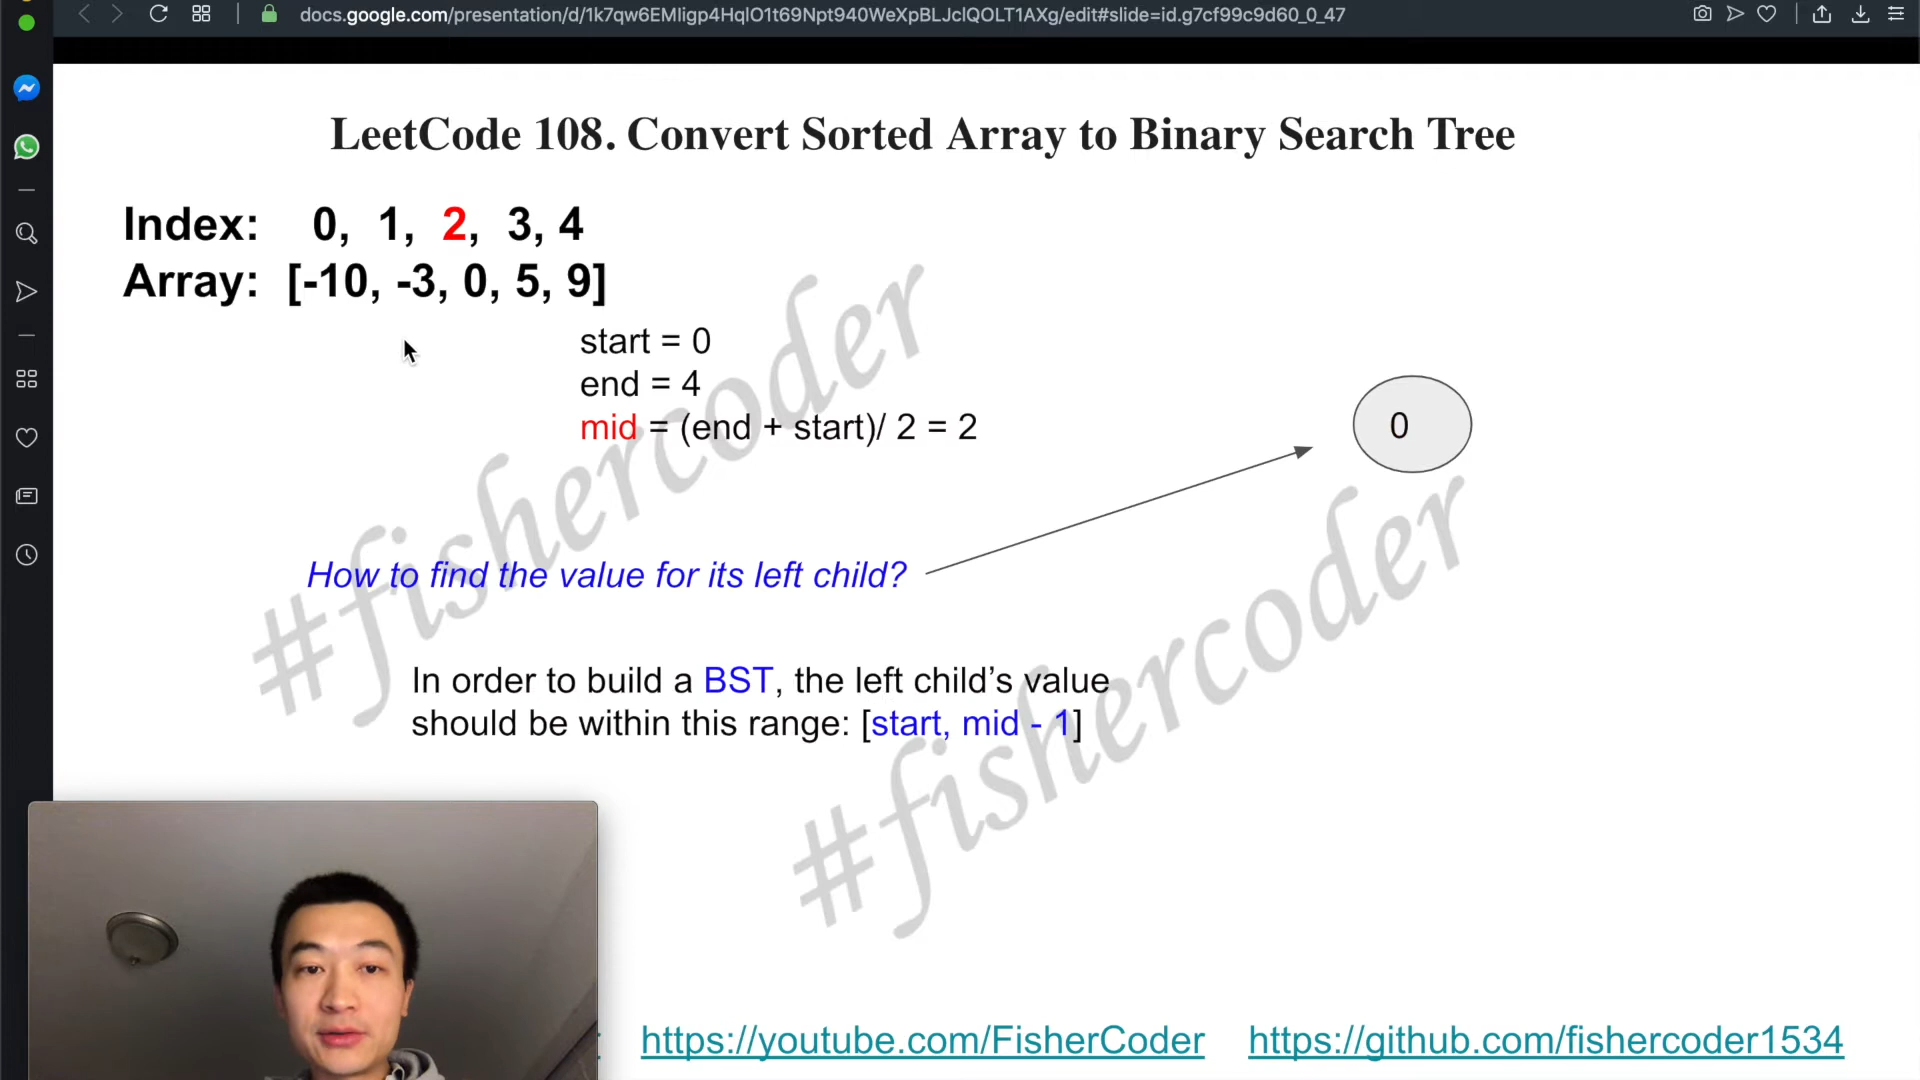 docs.google.com/presentation/d/1k7qw6EMligp4HqlO1t69Npt940WeXpBLJclQOLT1AXg/edit#slide=id.g7cf99c9d60_0_47
LeetCode 108. Convert Sorted Array to Binary Search Tree
Index: 0, 1, 2, 3, 4
Array: [-10, -3, 0, 5, 9]
start = 0
end = 4
mid = (end + start)/ 2 = 2
0
How to find the value for its left child?
In order to build a BST, the left child’s value
should be within this range: [start, mid - 1]
#fishercoder
#fishercoder
https://youtube.com/FisherCoder https://github.com/fishercoder1534